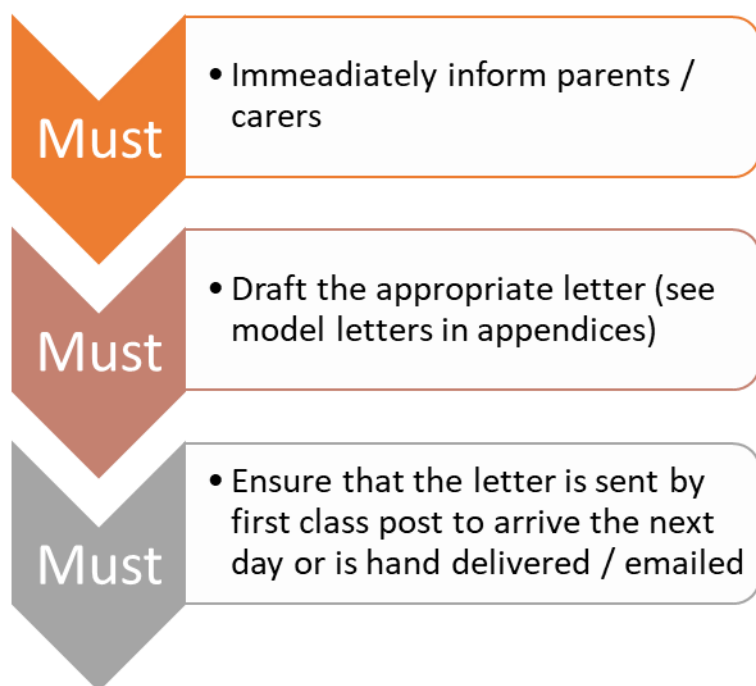 Must
• Immeadiately inform parents /
carers
Must
• Draft the appropriate letter (see
model letters in appendices)
Must
• Ensure that the letter is sent by
first class post to arrive the next
day or is hand delivered / emailed